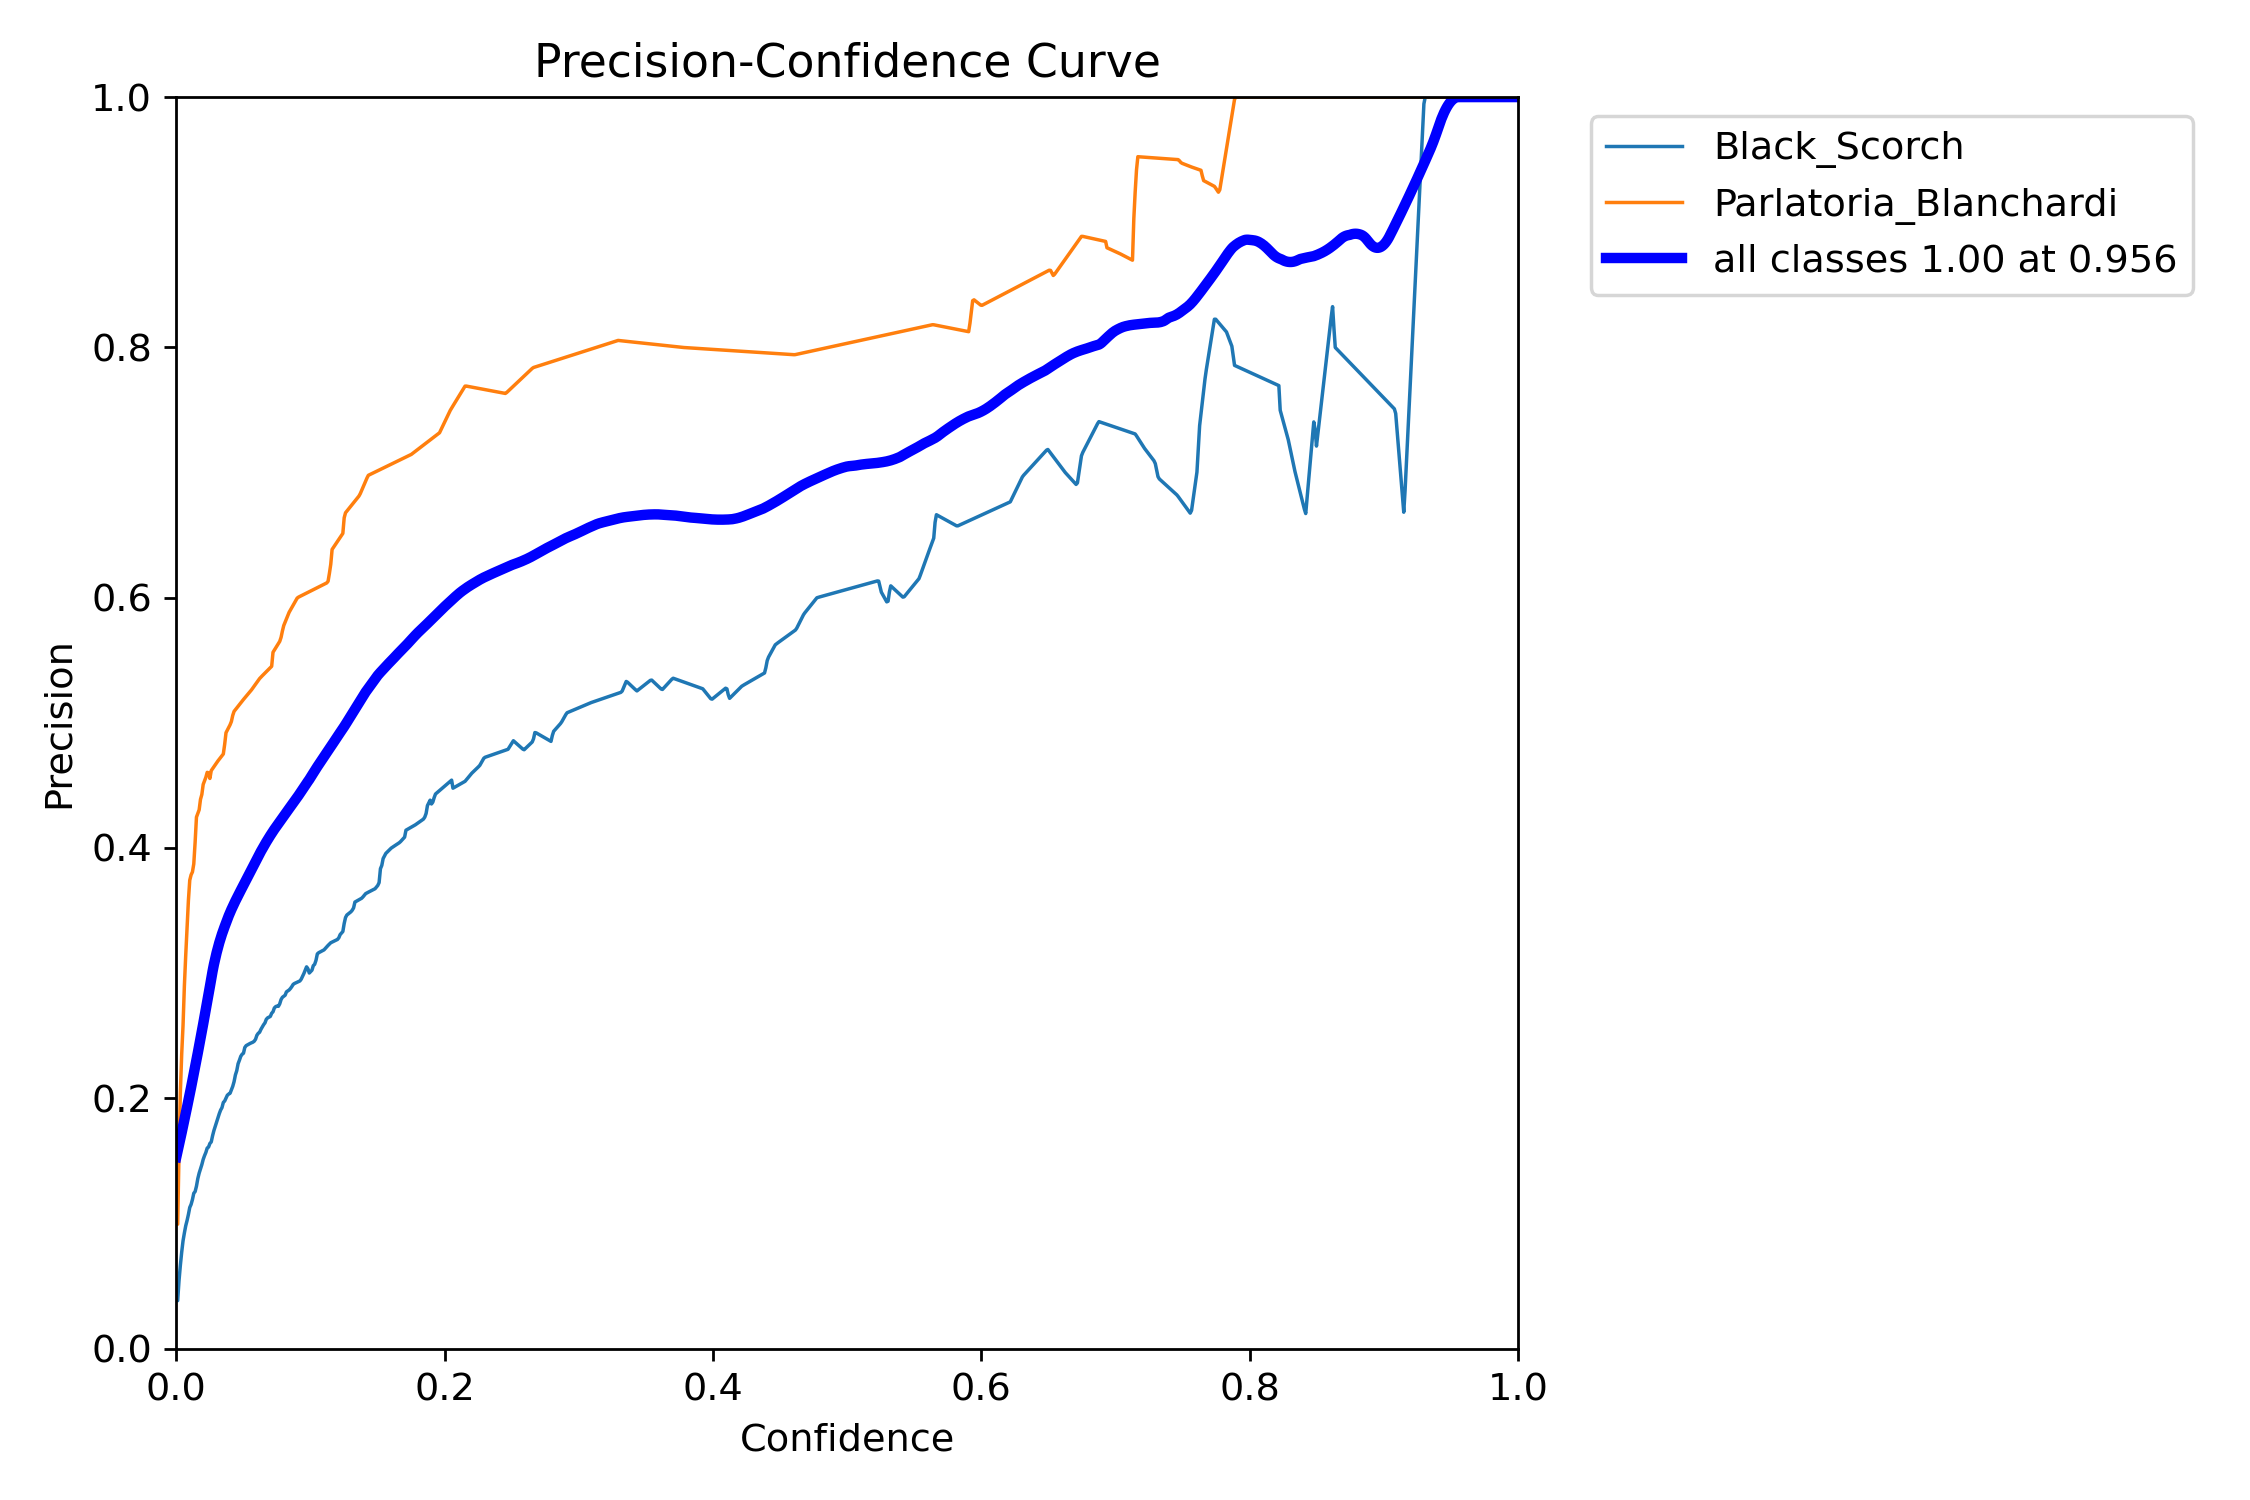 Precision-Confidence Curve
1.0
0.8
0.6
0.4
0.2
0.0
Precision
0.0 0.2 0.4 0.6 0.8 1.0
Confidence
Black_Scorch
Parlatoria_Blanchardi
all classes 1.00 at 0.956